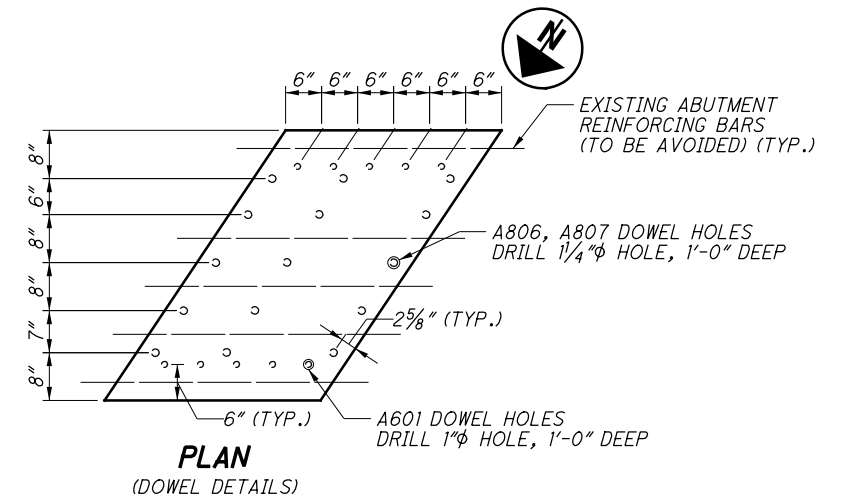 N
6" 6" 6" 6" 6" 6"
EXISTING ABUTMENT
REINFORCING BARS
(TO BE AVOIDED) (TYP.)
8"
6"
8"
8"
7"
8"
A806, A807 DOWEL HOLES
DRILL 1¼"ϕ HOLE, 1'-0" DEEP
2⅝" (TYP.)
6" (TYP.)
A601 DOWEL HOLES
DRILL 1"ϕ HOLE, 1'-0" DEEP
PLAN
(DOWEL DETAILS)